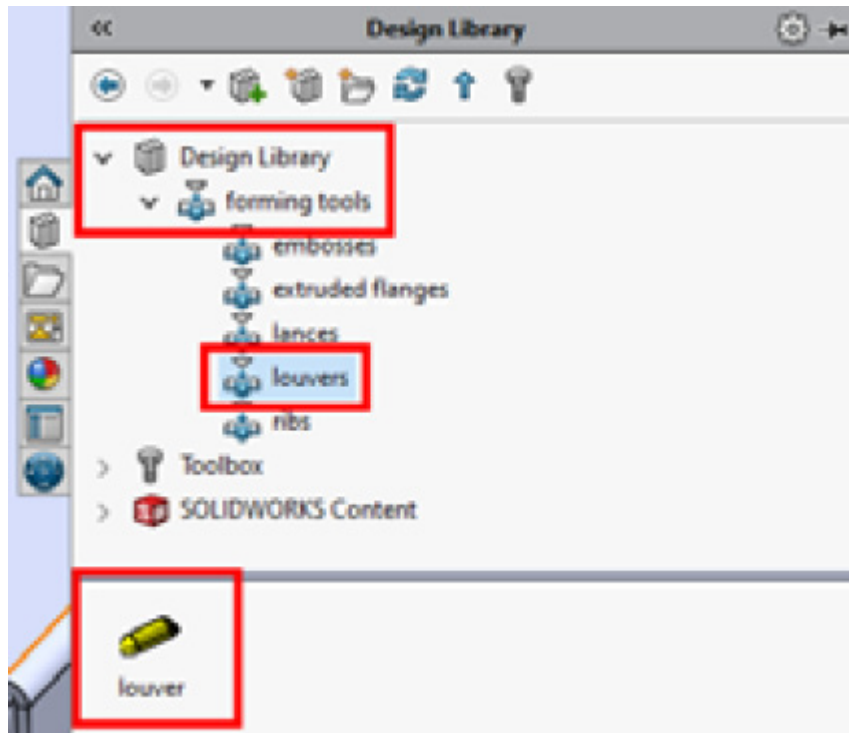 Design Library
Design Library
forming tools
embosses
extruded flanges
lances
louvers
ribs
Toolbox
SOLIDWORKS Content
louver